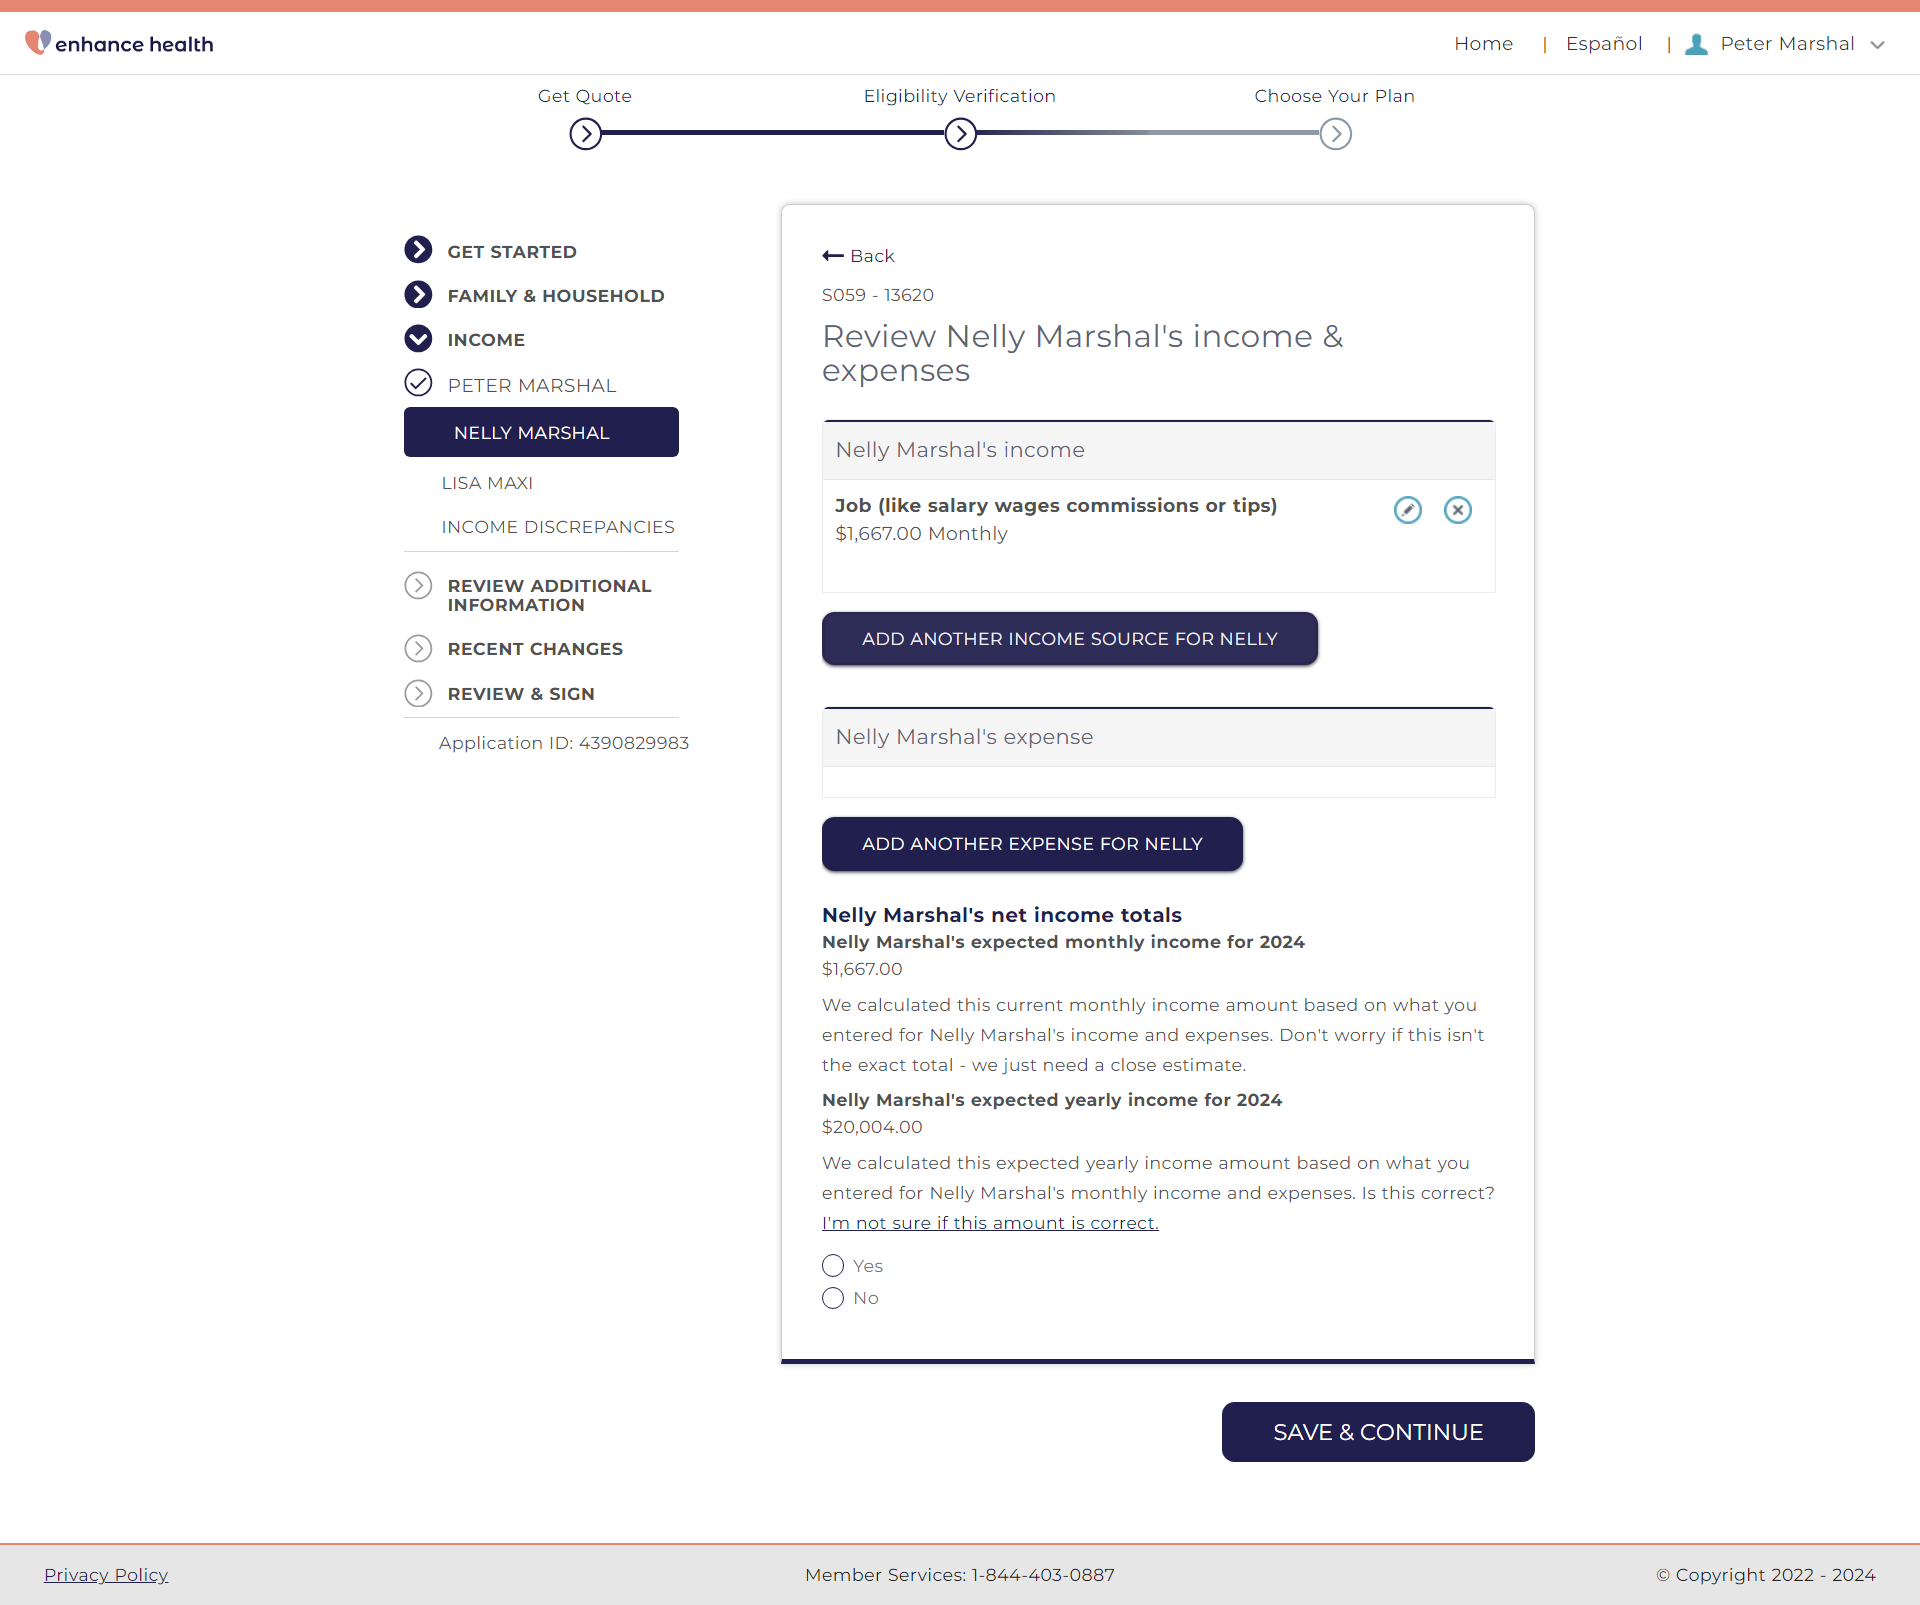 enhance health
Home | Español | Peter Marshal
Get Quote
Eligibility Verification
Choose Your Plan
GET STARTED
FAMILY & HOUSEHOLD
INCOME
PETER MARSHAL
NELLY MARSHAL
LISA MAXI
INCOME DISCREPANCIES
REVIEW ADDITIONAL
INFORMATION
RECENT CHANGES
REVIEW & SIGN
Application ID: 4390829983
Back
S059 - 13620
Review Nelly Marshal's income &
expenses
Nelly Marshal's income
Job (like salary wages commissions or tips)
$1,667.00 Monthly
ADD ANOTHER INCOME SOURCE FOR NELLY
Nelly Marshal's expense
ADD ANOTHER EXPENSE FOR NELLY
Nelly Marshal's net income totals
Nelly Marshal's expected monthly income for 2024
$1,667.00
We calculated this current monthly income amount based on what you
entered for Nelly Marshal's income and expenses. Don't worry if this isn't
the exact total - we just need a close estimate.
Nelly Marshal's expected yearly income for 2024
$20,004.00
We calculated this expected yearly income amount based on what you
entered for Nelly Marshal's monthly income and expenses. Is this correct?
I'm not sure if this amount is correct.
Yes
No
SAVE & CONTINUE
Privacy Policy
Member Services: 1-844-403-0887
© Copyright 2022 - 2024